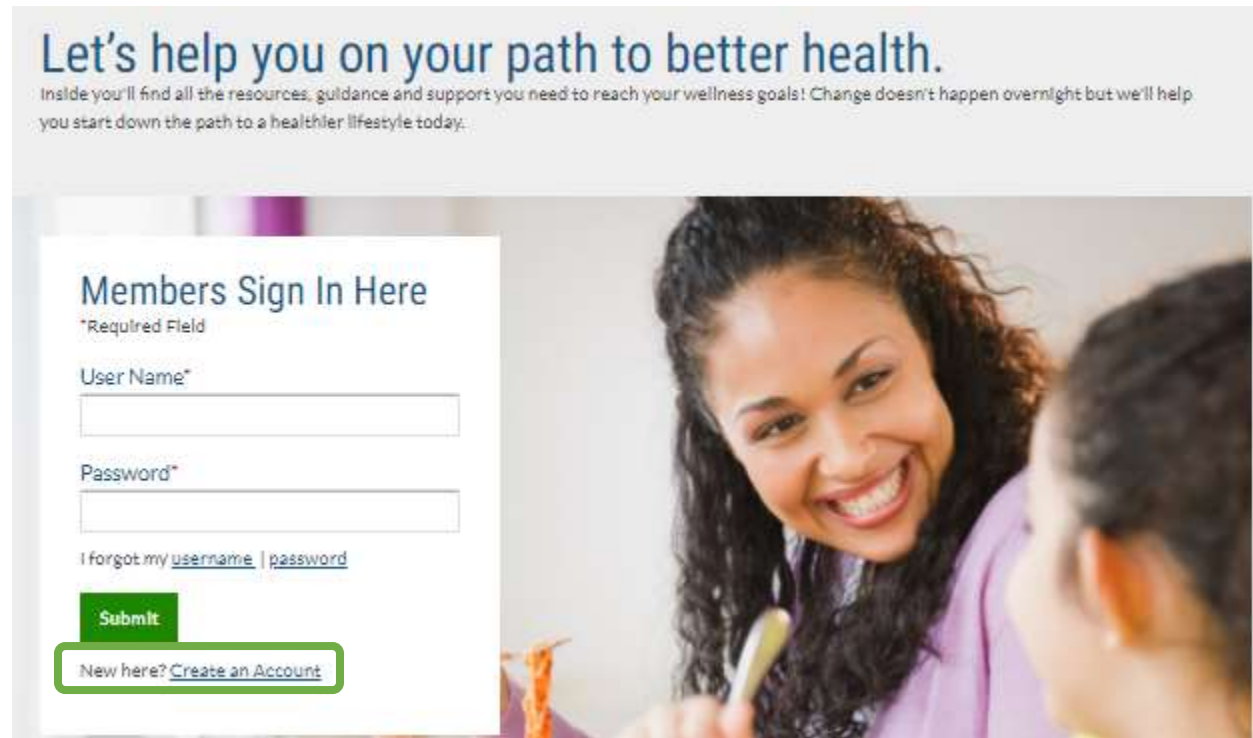 Let's help you on your path to better health.
Inside you'll find all the resources, guidance and support you need to reach your wellness goals! Change doesn't happen overnight but we'll help
you start down the path to a healthier lifestyle today.
Members Sign In Here
*Required Field
User Name*
Password*
I forgot my username | password
Submit
New here? Create an Account